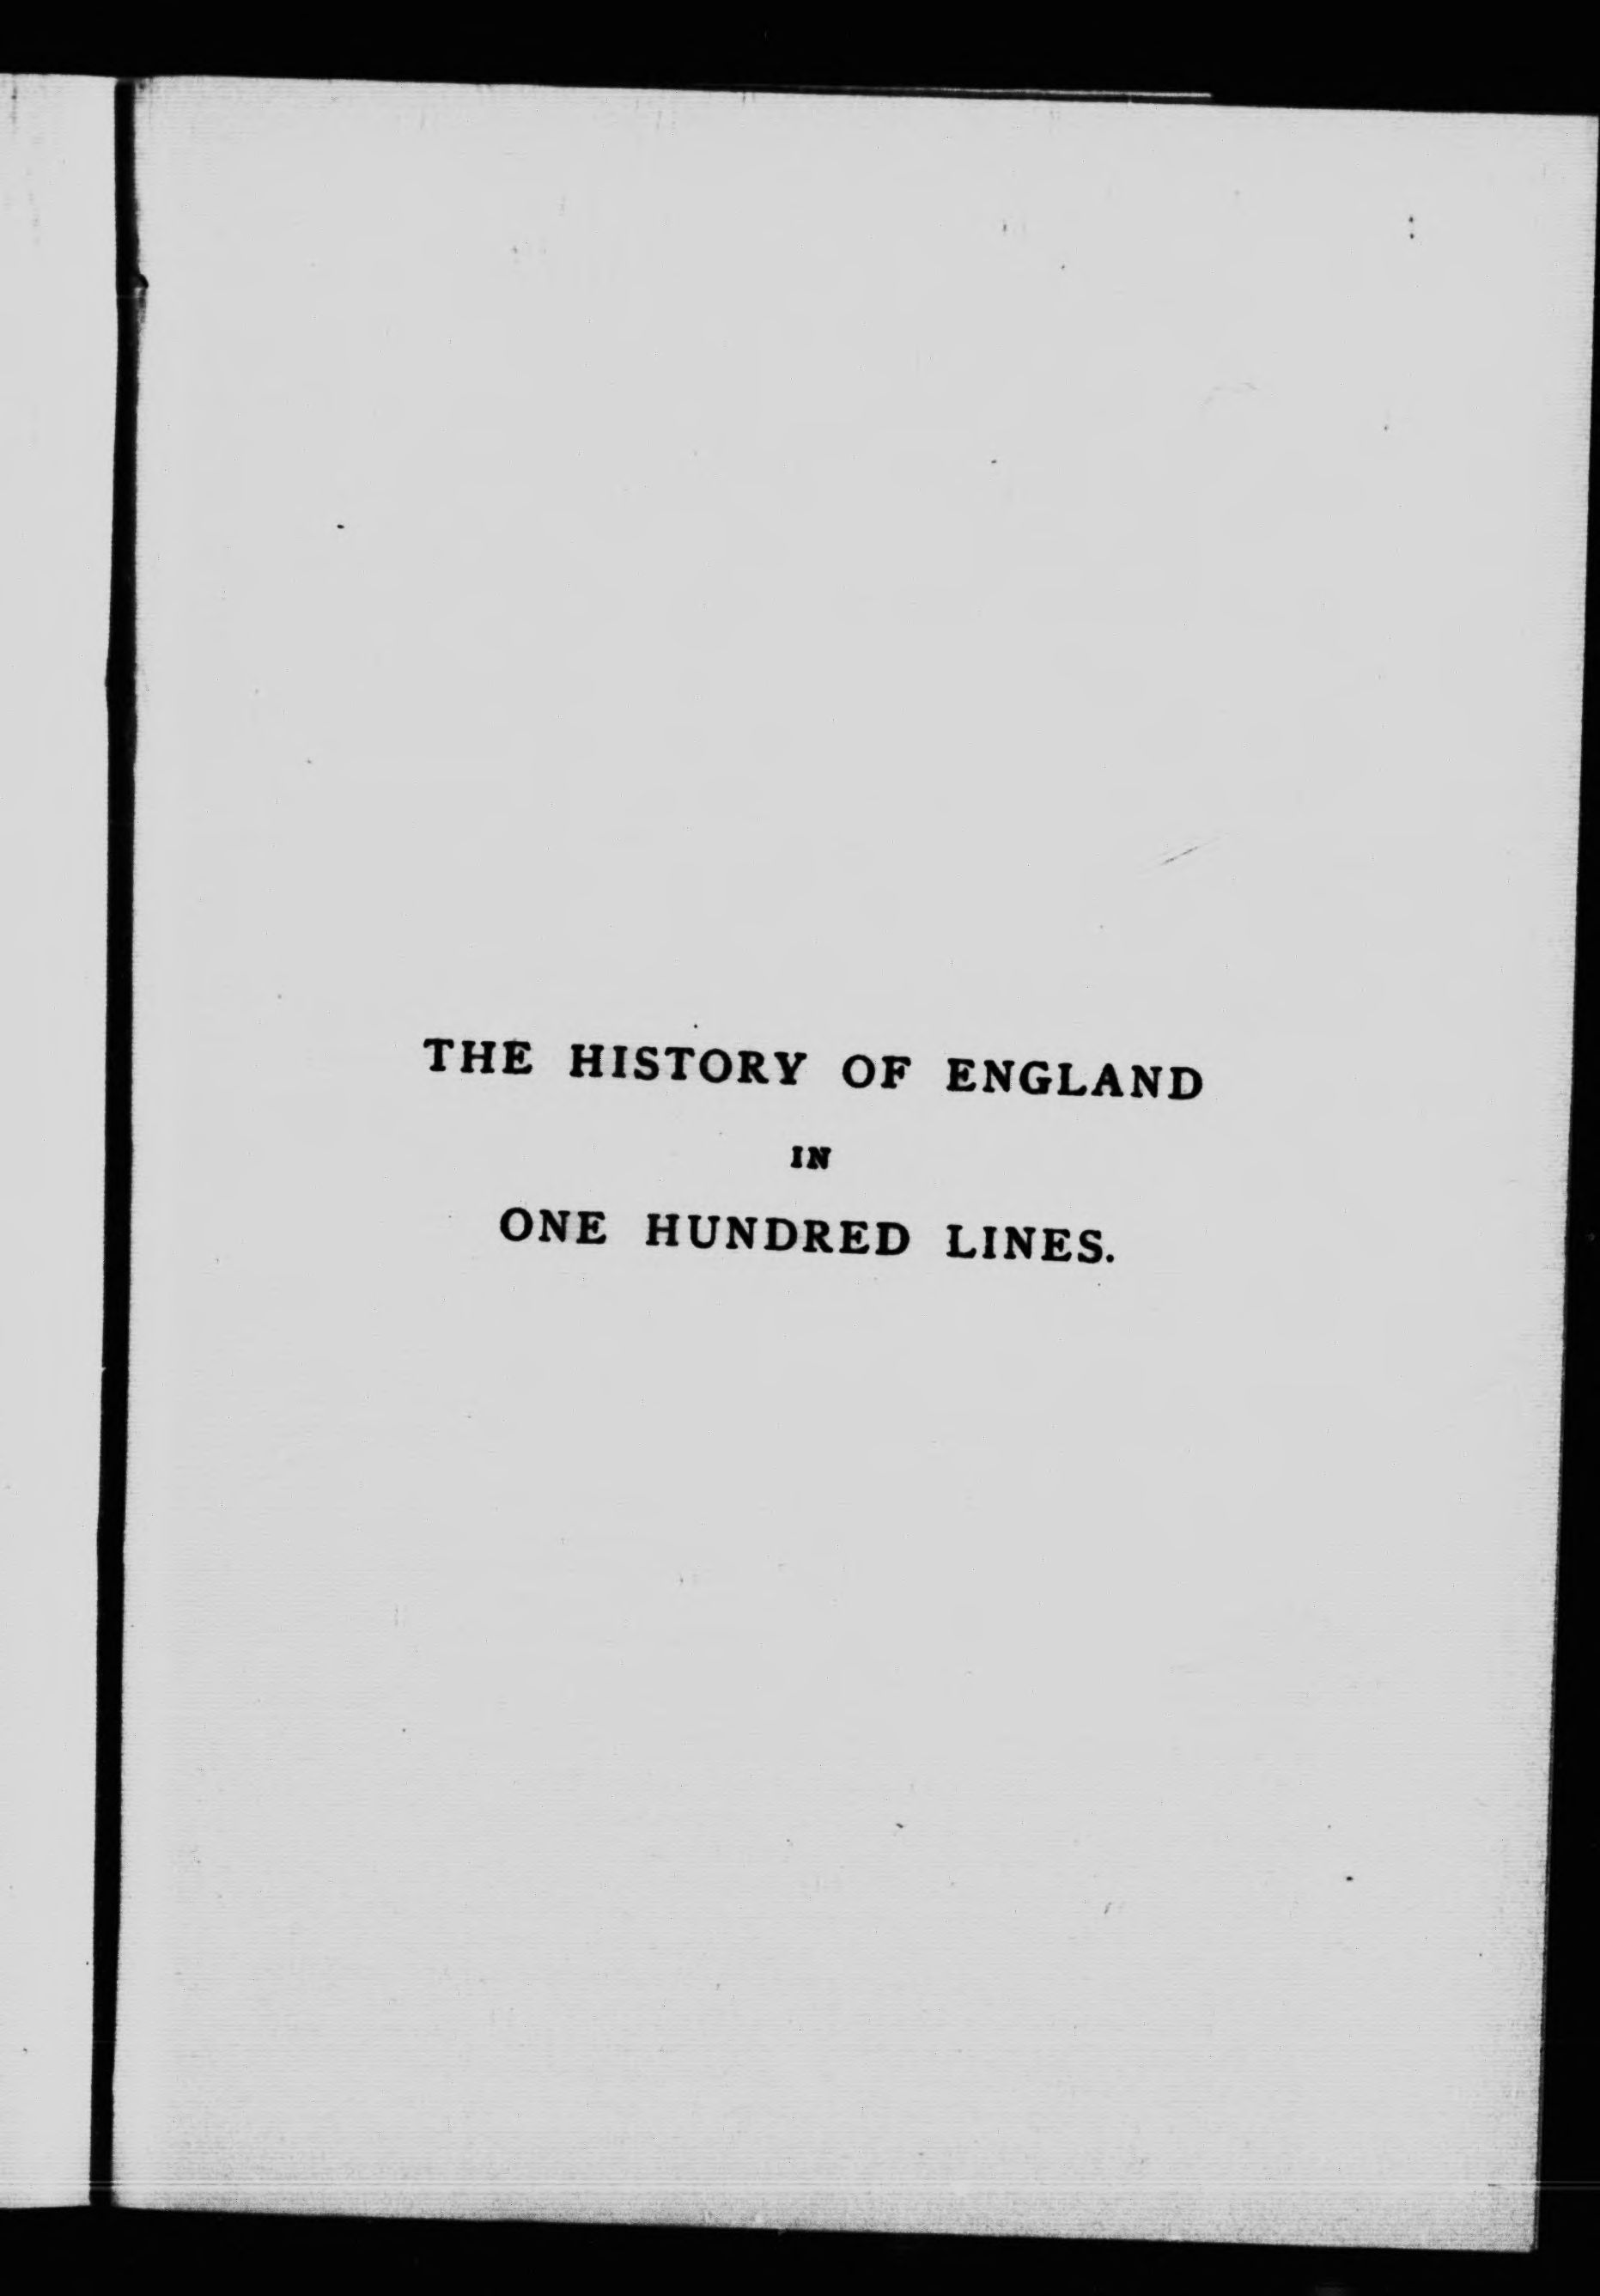 THE HISTORY OF ENGLAND
IN
ONE HUNDRED LINES.